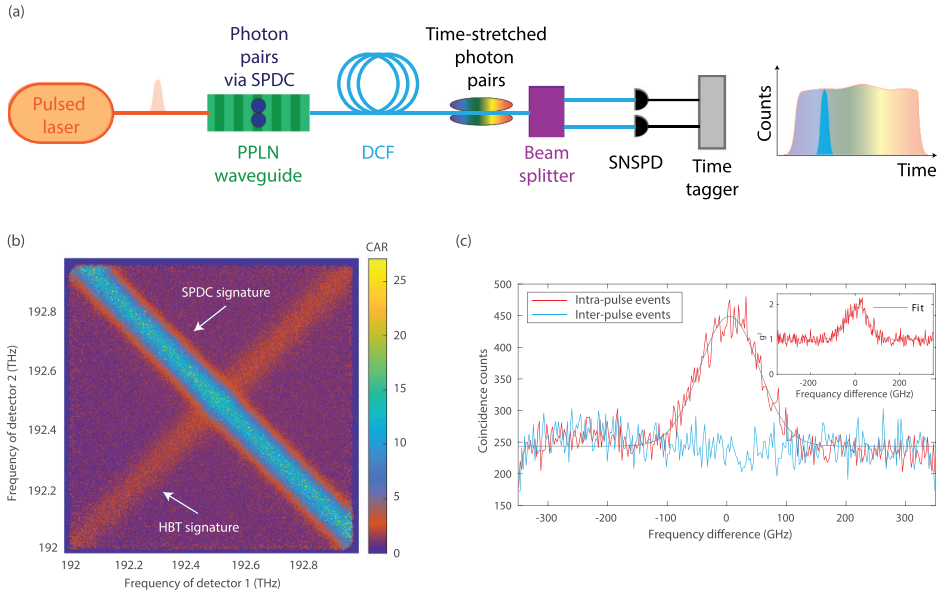 (a)
Photon
pairs
via SPDC
Time-stretched
photon
pairs
Pulsed
laser
PPLN
waveguide
DCF
Beam
splitter
SNSPD
Time
tagger
Counts
Time
(b)
CAR
25
20
15
10
5
0
SPDC signature
HBT signature
Frequency of detector 2 (THz)
192.8
192.6
192.4
192.2
192
192
192.2
192.4
192.6
192.8
Frequency of detector 1 (THz)
(c)
Coincidence counts
500
450
400
350
300
250
200
150
Intra-pulse events
Inter-pulse events
-300
-200
-100
0
100
200
300
Frequency difference (GHz)
Fit
2
1
0
-200
0
200
Frequancy difference (GHz)